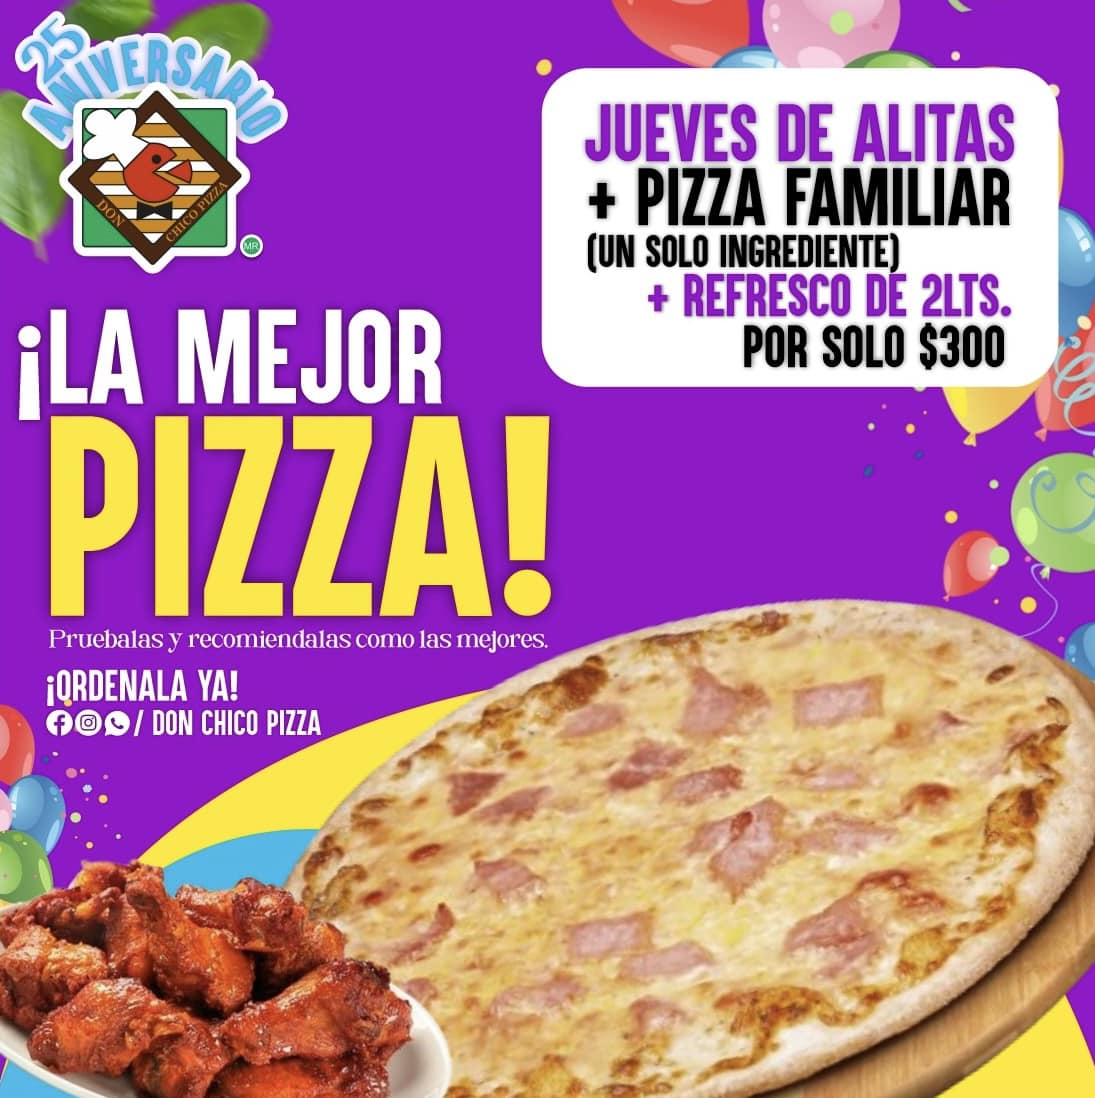 25
ANIVERSARIO
DON CHICO PIZZA
MR
JUEVES DE ALITAS
+ PIZZA FAMILIAR
(UN SOLO INGREDIENTE)
+ REFRESCO DE 2LTS.
POR SOLO $300
¡LA MEJOR
PIZZA!
Pruebalas y recomiendalas como las mejores.
¡ORDENALA YA!
/ DON CHICO PIZZA